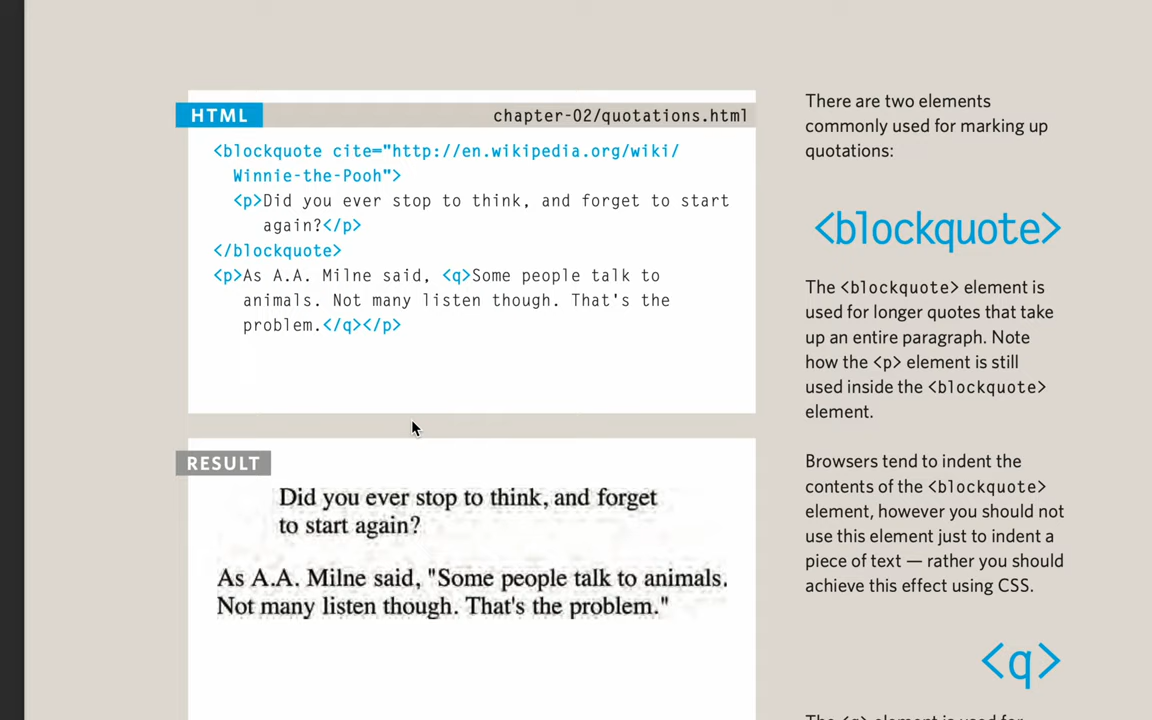 HTML
chapter-02/quotations.html
<blockquote cite="http://en.wikipedia.org/wiki/
Winnie-the-Pooh">
<p>Did you ever stop to think, and forget to start
again?</p>
</blockquote>
<p>As A.A. Milne said, <q>Some people talk to
animals. Not many listen though. That's the
problem.</q></p>
RESULT
Did you ever stop to think, and forget
to start again?
As A.A. Milne said, "Some people talk to animals.
Not many listen though. That's the problem."
There are two elements
commonly used for marking up
quotations:
<blockquote>
The <blockquote> element is
used for longer quotes that take
up an entire paragraph. Note
how the <p> element is still
used inside the <blockquote>
element.
Browsers tend to indent the
contents of the <blockquote>
element, however you should not
use this element just to indent a
piece of text — rather you should
achieve this effect using CSS.
<q>
The <q> element is used for